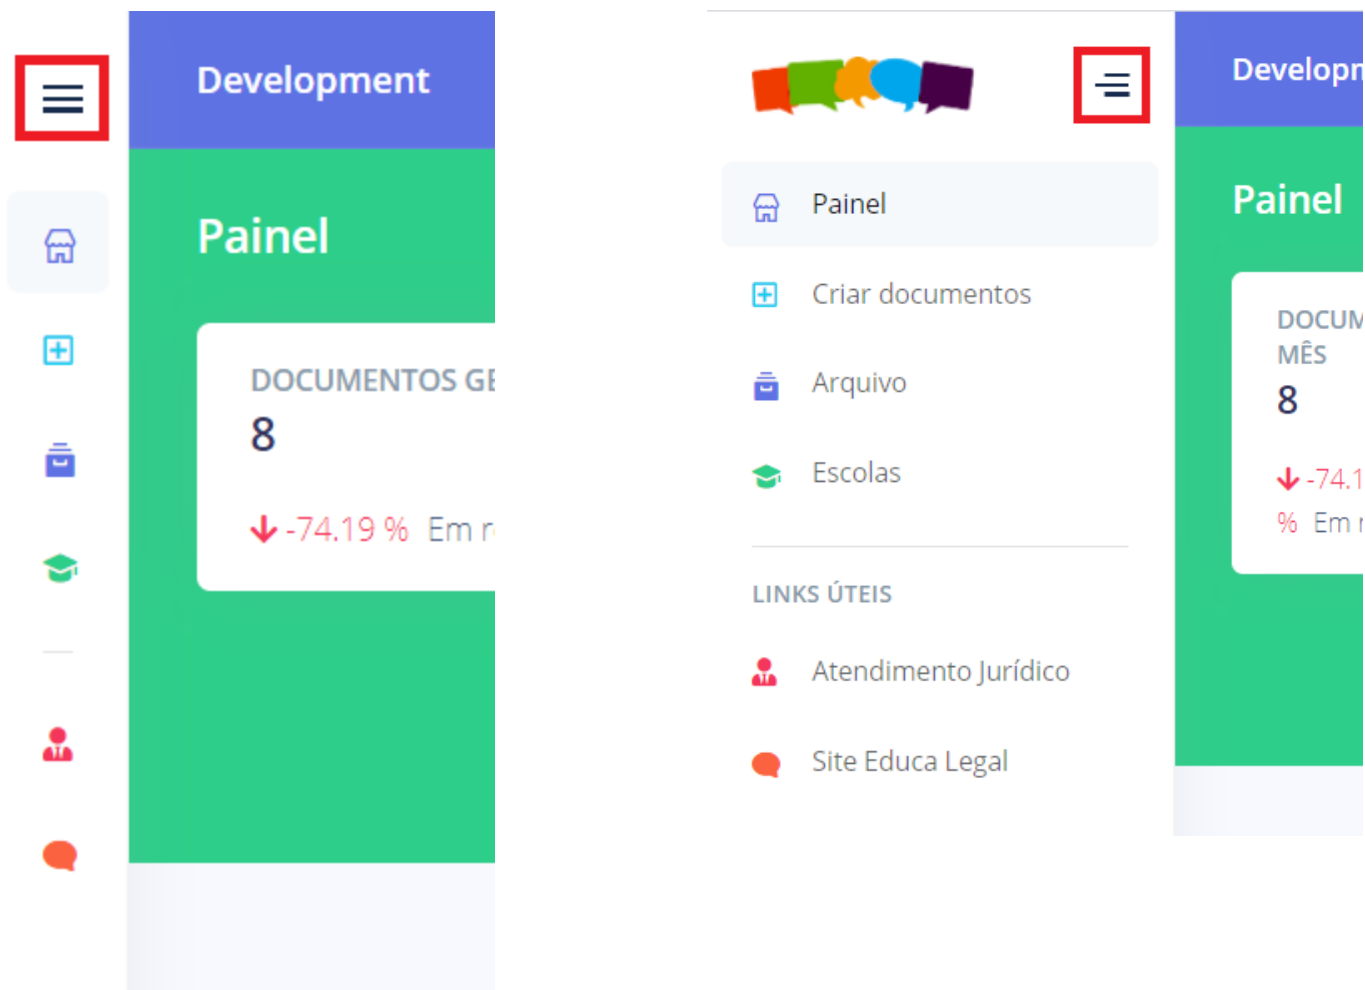 Development
Painel
DOCUMENTOS GE
8
-74.19 % Em r
Painel
Criar documentos
Arquivo
Escolas
LINKS ÚTEIS
Atendimento Jurídico
Site Educa Legal
Develop
Painel
DOCUM
MÊS
8
-74.1
% Em